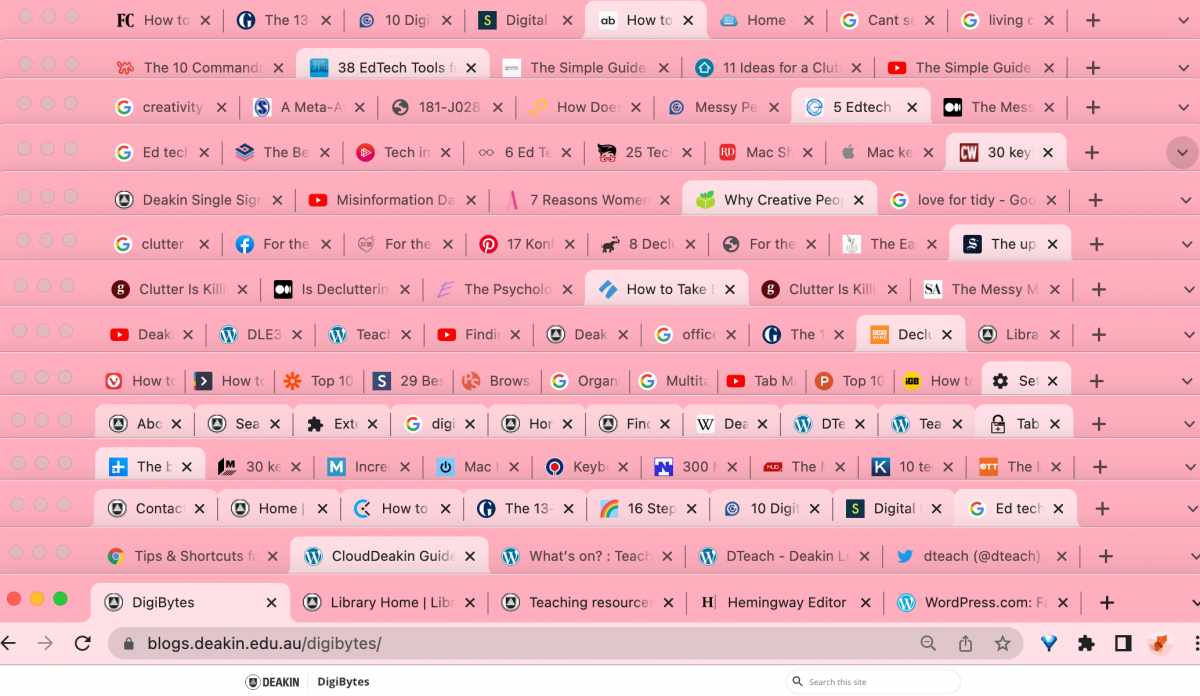 FC How to The 13 10 Digi S Digital ab How to Home - Cant se living c
The 10 Commandr 38 EdTech Tools f The Simple Guide 11 Ideas for a Clut The Simple Guide
creativity A Meta-A 181-J028 How Does Messy Pe 5 Edtech The Mess
Ed tech The Be Tech in 6 Ed Te 25 Tech RD Mac Sh Mac ke CW 30 key
Deakin Single Sign Misinformation Da 7 Reasons Women Why Creative Peop love for tidy - Goo
clutter For the For the 17 Konl 8 Declu For the The Ea The up
Clutter Is Killi Is Declutterin The Psycholo How to Take Clutter Is Killi SA The Messy M
Deaki DLE3 Teach Findin Deak office The 1 Declu Libra
How to How to Top 10 S 29 Bes Brows Organ Multita Tab M Top 10 iGB How to Set
Abo Sea Exte digi Hor Finc W Dea DTe Tea Tab
The b 30 ke M Incre Mac Keyb N 300 The M K 10 te OTT The E
Contac Home | How to The 13- 16 Step 10 Digit S Digital Ed tech
Tips & Shortcuts fo CloudDeakin Guide What's on? : Teach DTeach - Deakin Le dteach (@dteach)
DigiBytes Library Home | Libr Teaching resources H Hemingway Editor WordPress.com: Fa
blogs.deakin.edu.au/digibytes/
DEAKIN DigiBytes Search this site